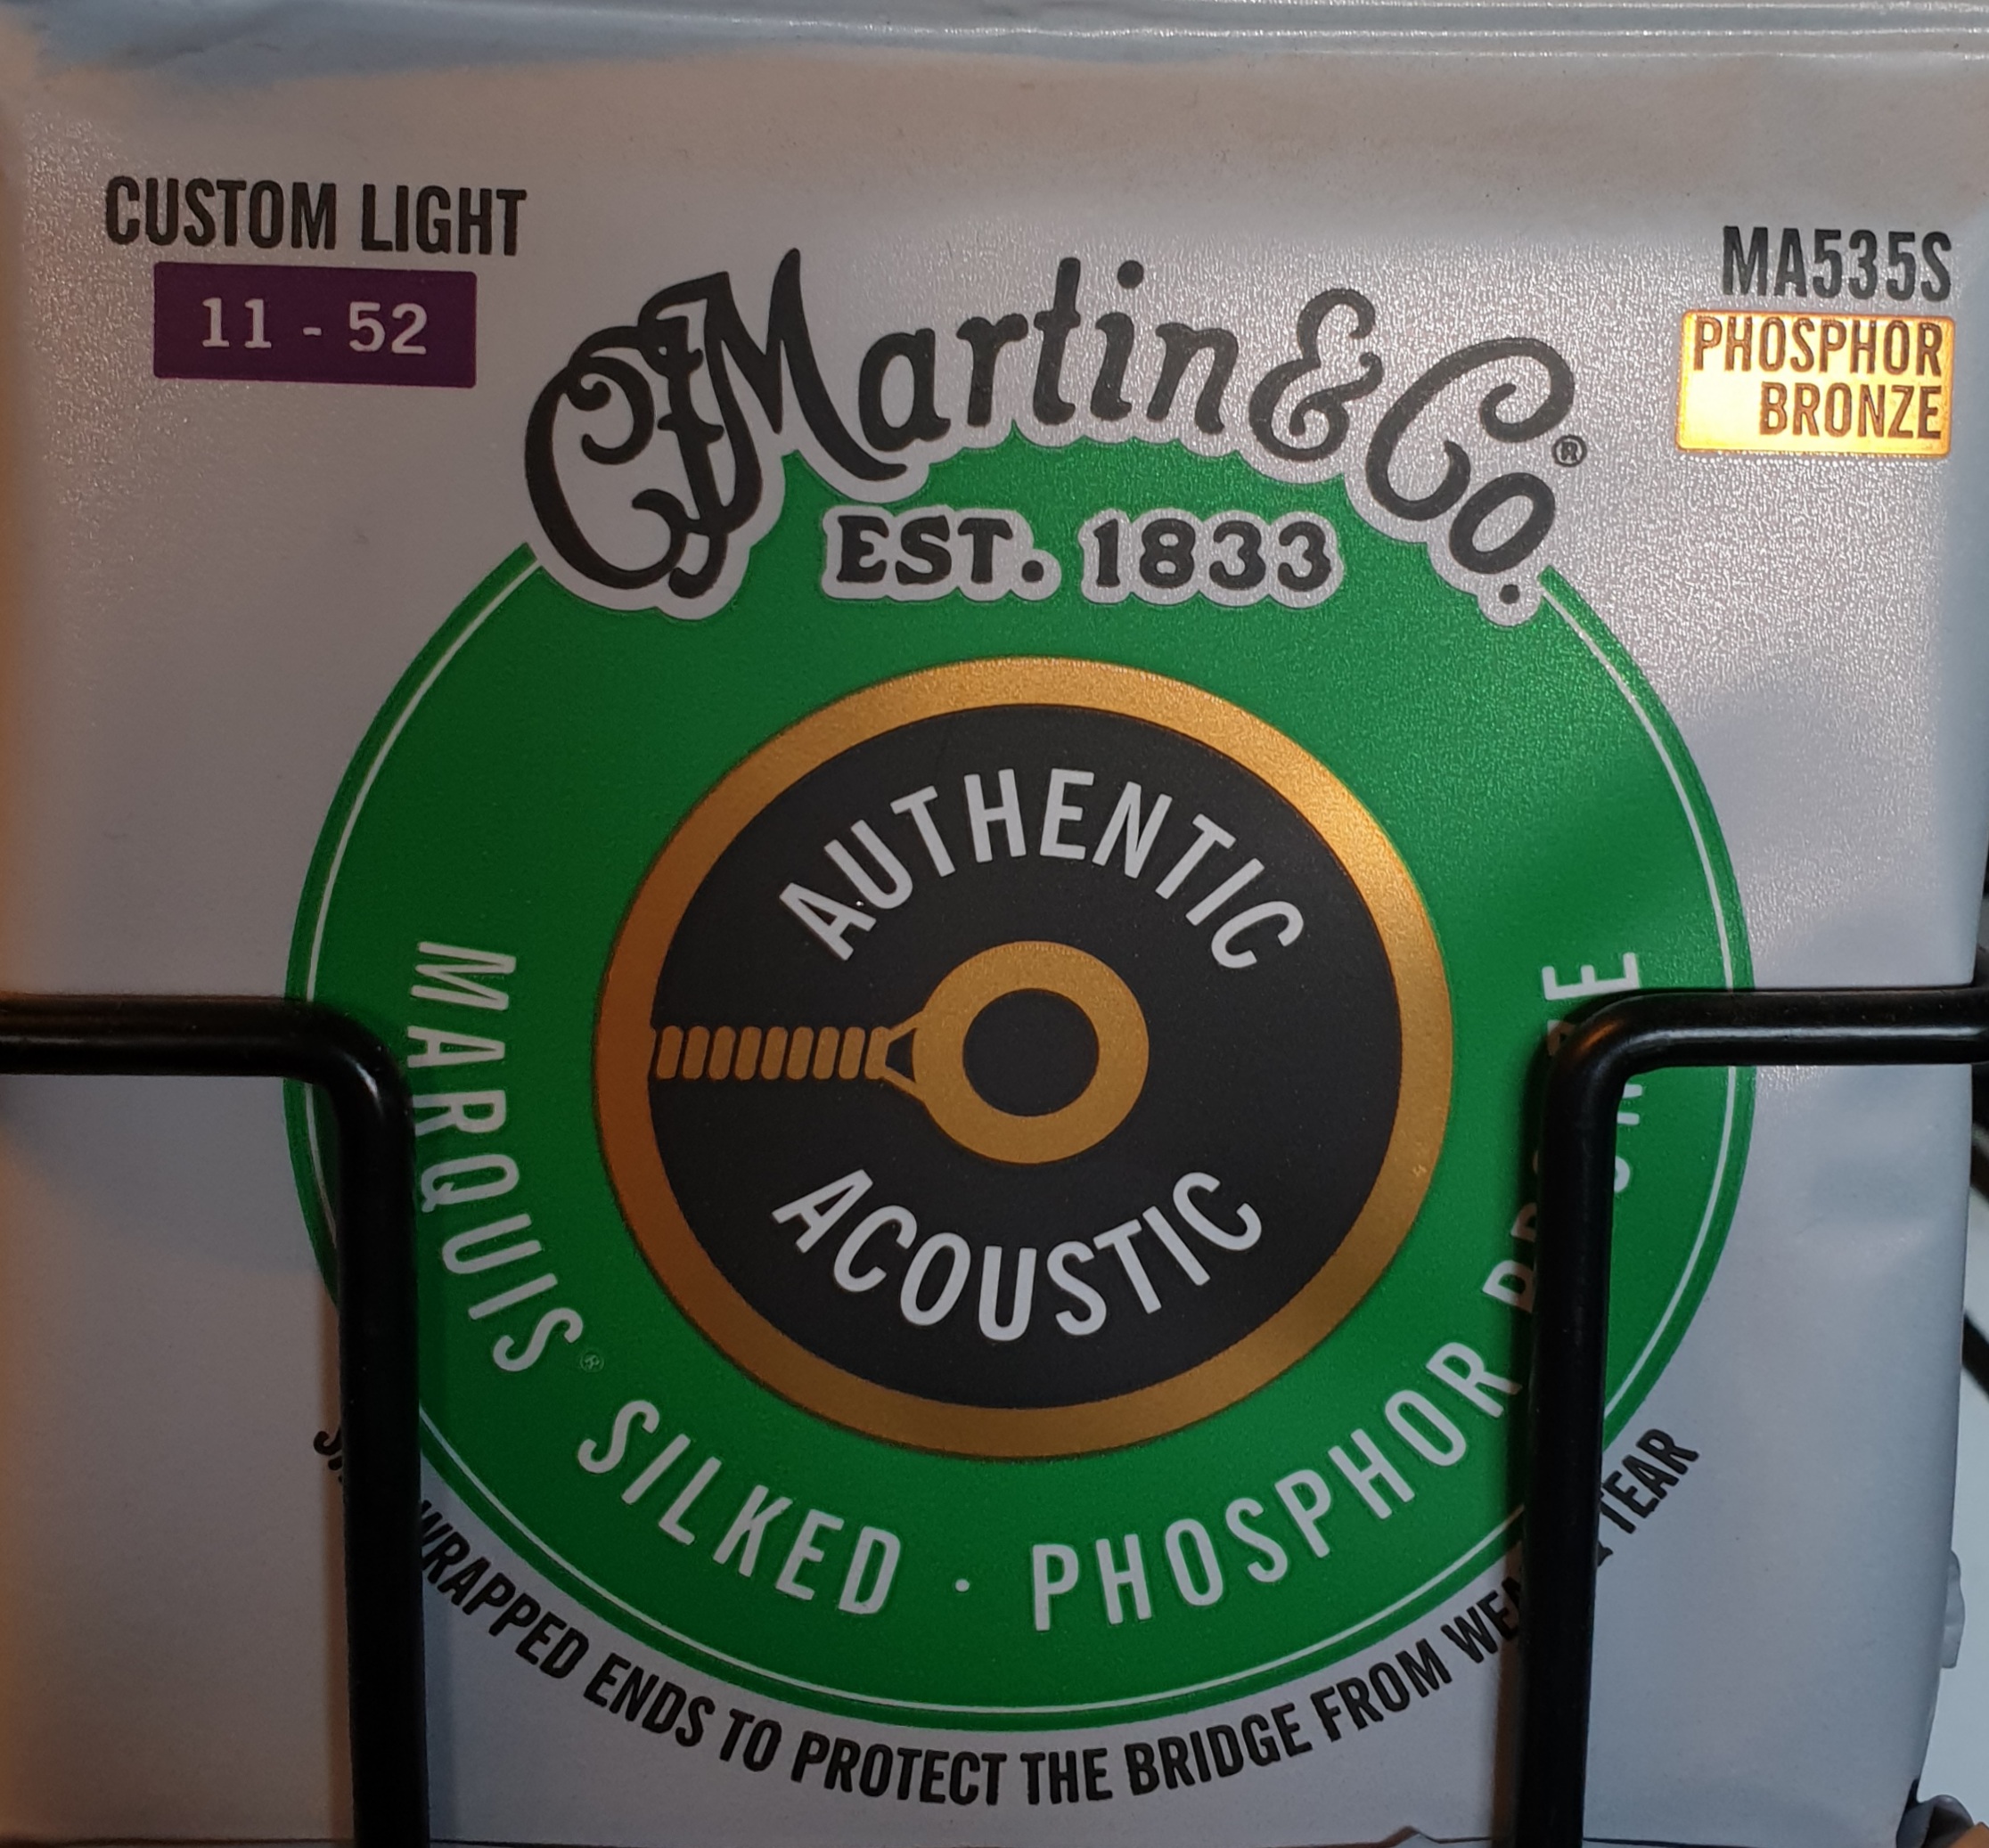 CUSTOM LIGHT
11 - 52
MA535S
PHOSPHOR
BRONZE
CF Martin & Co.®
EST. 1833
AUTHENTIC
ACOUSTIC
MARQUIS® SILKED · PHOSPHOR
WRAPPED ENDS TO PROTECT THE BRIDGE FROM TEAR